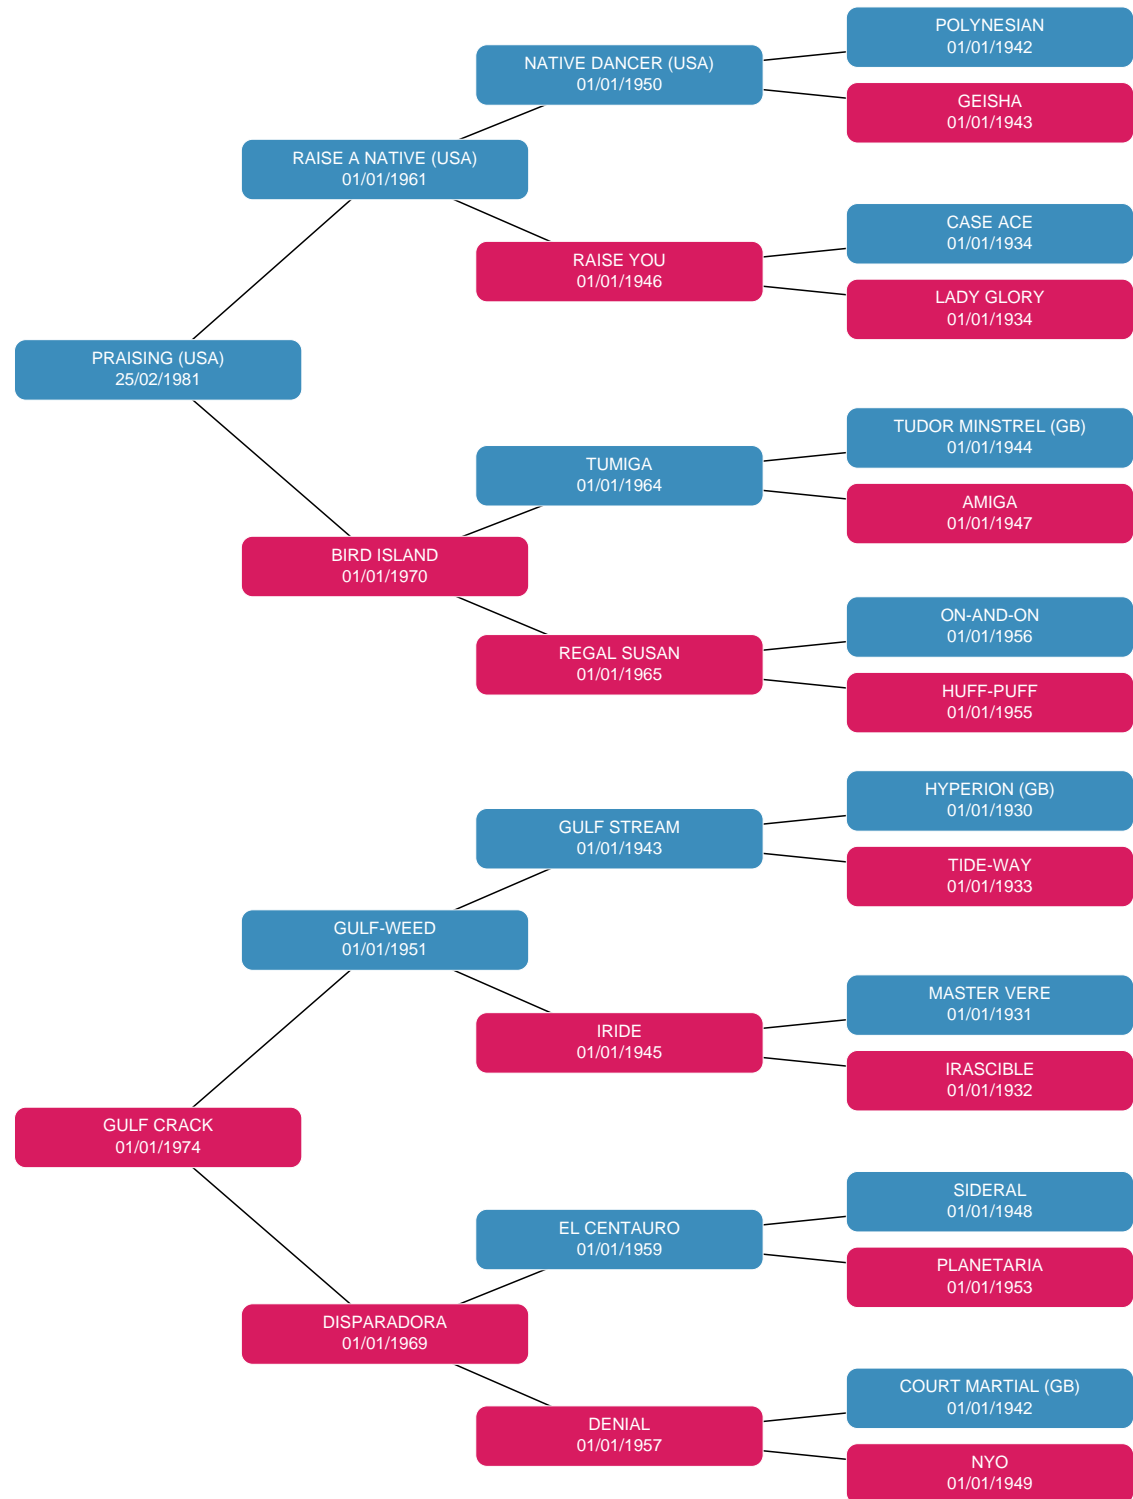 POLYNESIAN
01/01/1942
NATIVE DANCER (USA)
01/01/1950
GEISHA
01/01/1943
RAISE A NATIVE (USA)
01/01/1961
CASE ACE
01/01/1934
RAISE YOU
01/01/1946
LADY GLORY
01/01/1934
PRAISING (USA)
25/02/1981
TUDOR MINSTREL (GB)
01/01/1944
TUMIGA
01/01/1964
AMIGA
01/01/1947
BIRD ISLAND
01/01/1970
ON-AND-ON
01/01/1956
REGAL SUSAN
01/01/1965
HUFF-PUFF
01/01/1955
HYPERION (GB)
01/01/1930
GULF STREAM
01/01/1943
TIDE-WAY
01/01/1933
GULF-WEED
01/01/1951
MASTER VERE
01/01/1931
IRIDE
01/01/1945
IRASCIBLE
01/01/1932
GULF CRACK
01/01/1974
SIDERAL
01/01/1948
EL CENTAURO
01/01/1959
PLANETARIA
01/01/1953
DISPARADORA
01/01/1969
COURT MARTIAL (GB)
01/01/1942
DENIAL
01/01/1957
NYO
01/01/1949